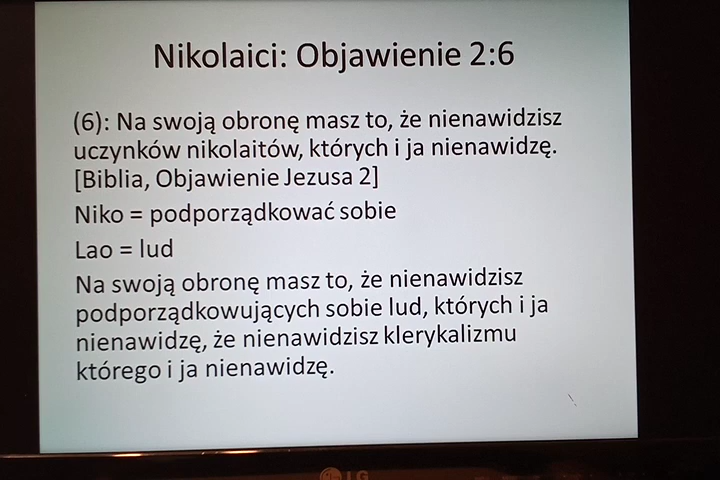 Nikolaici: Objawienie 2:6
(6): Na swoją obronę masz to, że nienawidzisz
uczynków nikolaitów, których i ja nienawidzę.
[Biblia, Objawienie Jezusa 2]
Niko = podporządkować sobie
Lao = lud
Na swoją obronę masz to, że nienawidzisz
podporządkowujących sobie lud, których i ja
nienawidzę, że nienawidzisz klerykalizmu
którego i ja nienawidzę.
LG